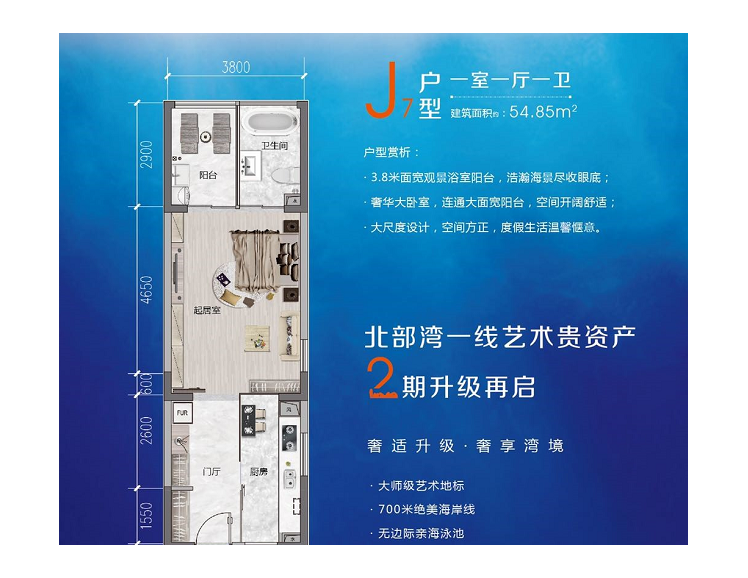 3800
J7 户型 一室一厅一卫
建筑面积约：54.85m²
户型赏析：
· 3.8米面宽观景浴室阳台，浩瀚海景尽收眼底；
· 奢华大卧室，连通大面宽阳台，空间开阔舒适；
· 大尺度设计，空间方正，度假生活温馨惬意。
2900
卫生间
阳台
4650
起居室
北部湾一线艺术贵资产
2期升级再启
600
2600
FUR
风
门厅
厨房
奢适升级·奢享湾境
· 大师级艺术地标
· 700米绝美海岸线
· 无边际亲海泳池
1550